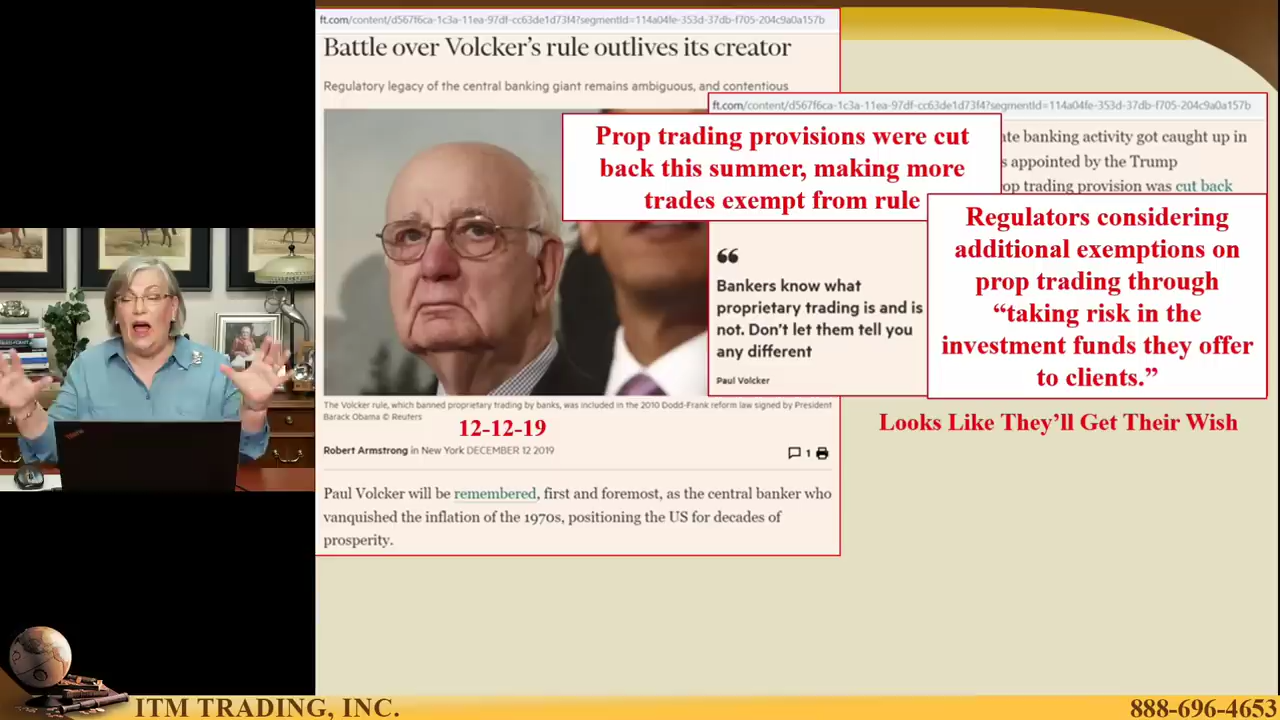 ft.com/content/d567f6ca-1c3a-11ea-97df-cc63de1d73f4?segmentId=114a04fe-353d-37db-f705-204c9a0a157b
Battle over Volcker's rule outlives its creator
Regulatory legacy of the central banking giant remains ambiguous, and contentious
ft.com/content/d567f6ca-1c3a-11ea-97df-cc63de1d73f4?segmentId=114a04fe-353d-37db-f705-204c9a0a157b
Prop trading provisions were cut
back this summer, making more
trades exempt from rule
ate banking activity got caught up in
s appointed by the Trump
op trading provision was cut back
Regulators considering
additional exemptions on
prop trading through
“taking risk in the
investment funds they offer
to clients.”
“
Bankers know what
proprietary trading is and is
not. Don't let them tell you
any different
Paul Volcker
Looks Like They'll Get Their Wish
The Volcker rule, which banned proprietary trading by banks, was included in the 2010 Dodd-Frank reform law signed by President
Barack Obama © Reuters
12-12-19
Robert Armstrong in New York DECEMBER 12 2019
1
Paul Volcker will be remembered, first and foremost, as the central banker who
vanquished the inflation of the 1970s, positioning the US for decades of
prosperity.
ITM TRADING, INC.
888-696-4653